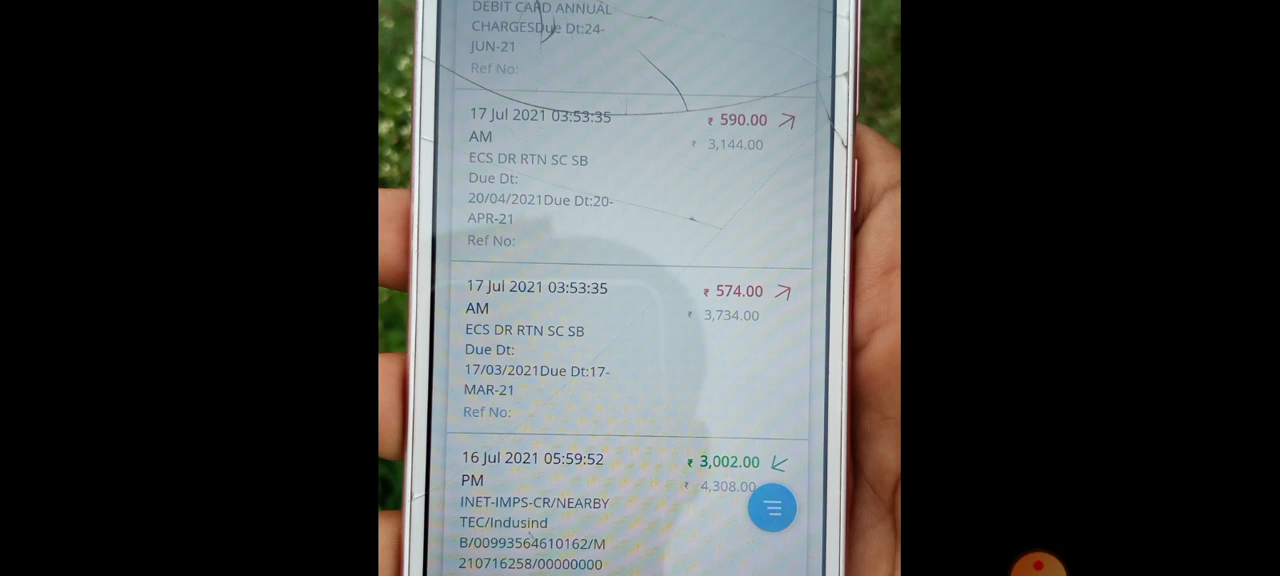 DEBIT CARD ANNUAL
CHARGESDue Dt:24-
JUN-21
Ref No:
17 Jul 2021 03:53:35
AM
₹ 590.00
₹ 3,144.00
ECS DR RTN SC SB
Due Dt:
20/04/2021Due Dt:20-
APR-21
Ref No:
17 Jul 2021 03:53:35
AM
₹ 574.00
₹ 3,734.00
ECS DR RTN SC SB
Due Dt:
17/03/2021Due Dt:17-
MAR-21
Ref No:
16 Jul 2021 05:59:52
PM
₹ 3,002.00
₹ 4,308.00
INET-IMPS-CR/NEARBY
TEC/Indusind
B/00993564610162/M
210716258/00000000